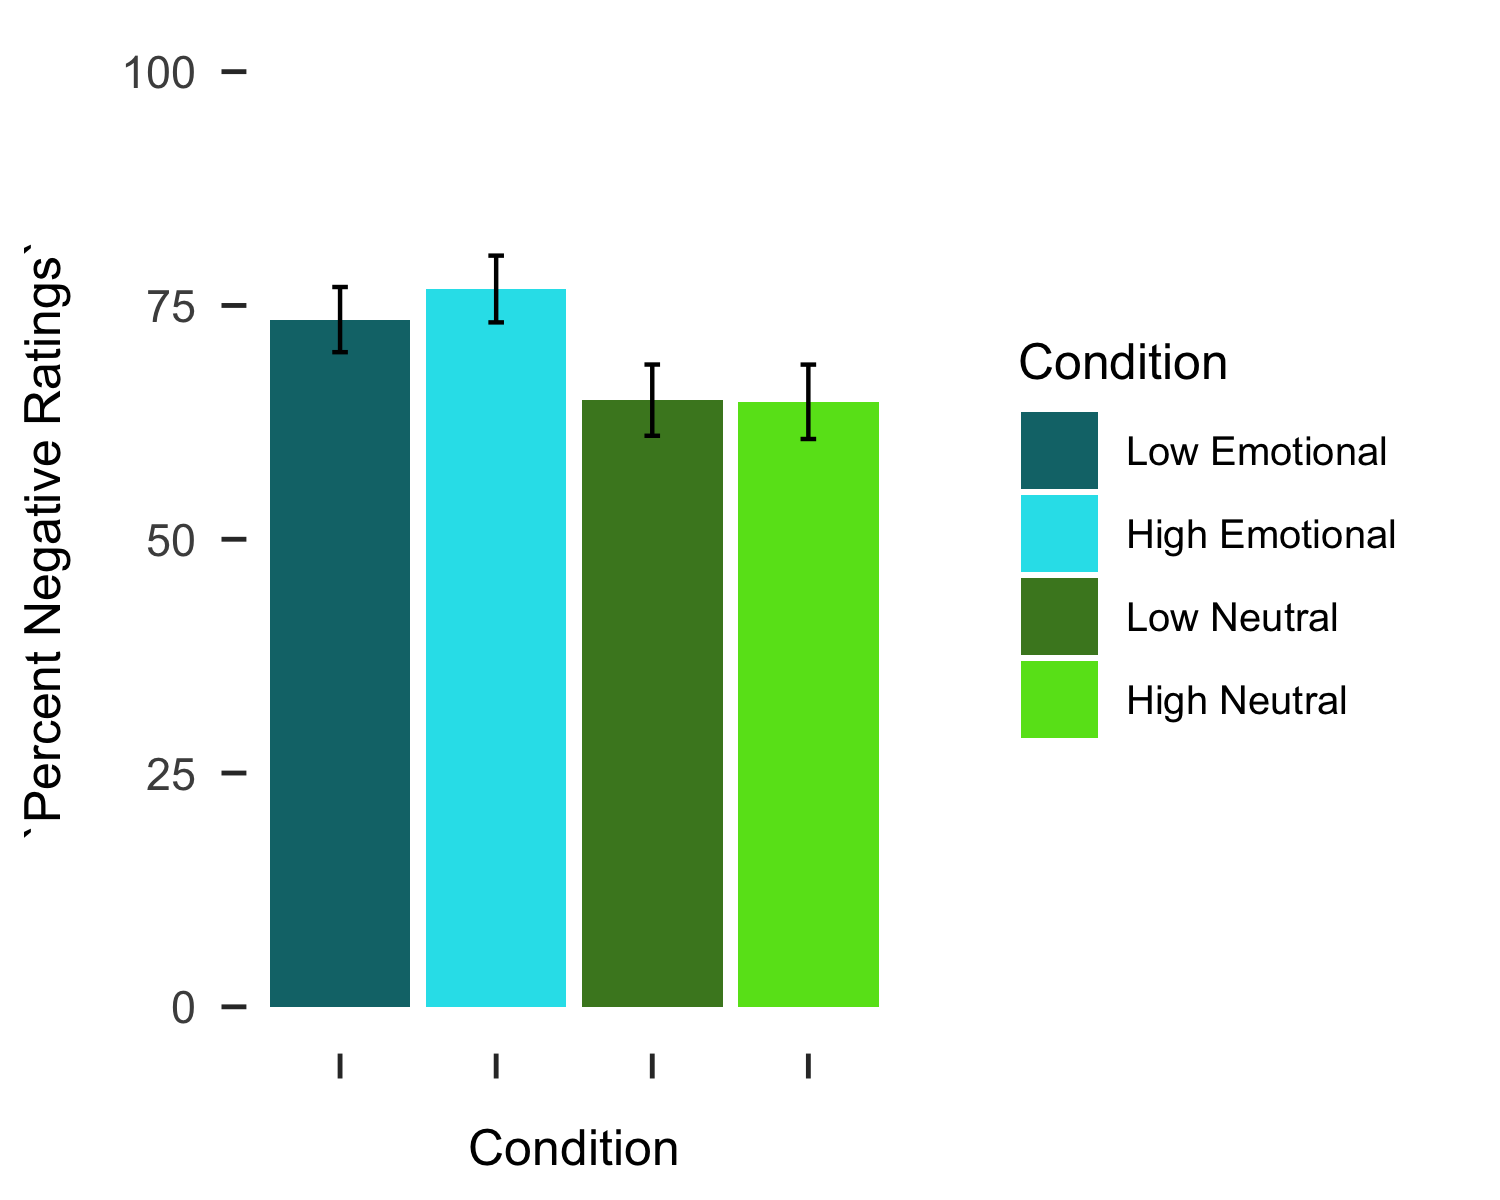 100
75
50
25
0
`Percent Negative Ratings`
Condition
Condition
Low Emotional
High Emotional
Low Neutral
High Neutral